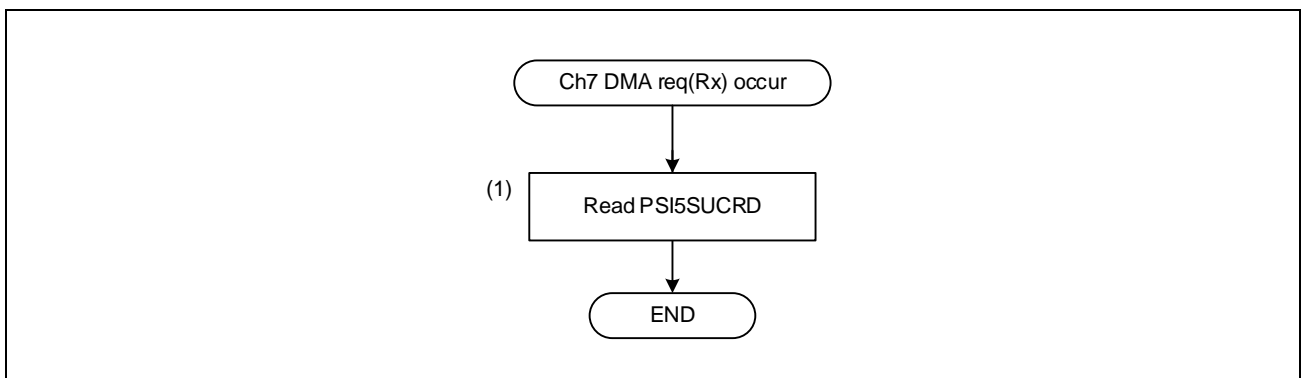 Ch7 DMA req(Rx) occur
(1)
Read PSI5SUCRD
END